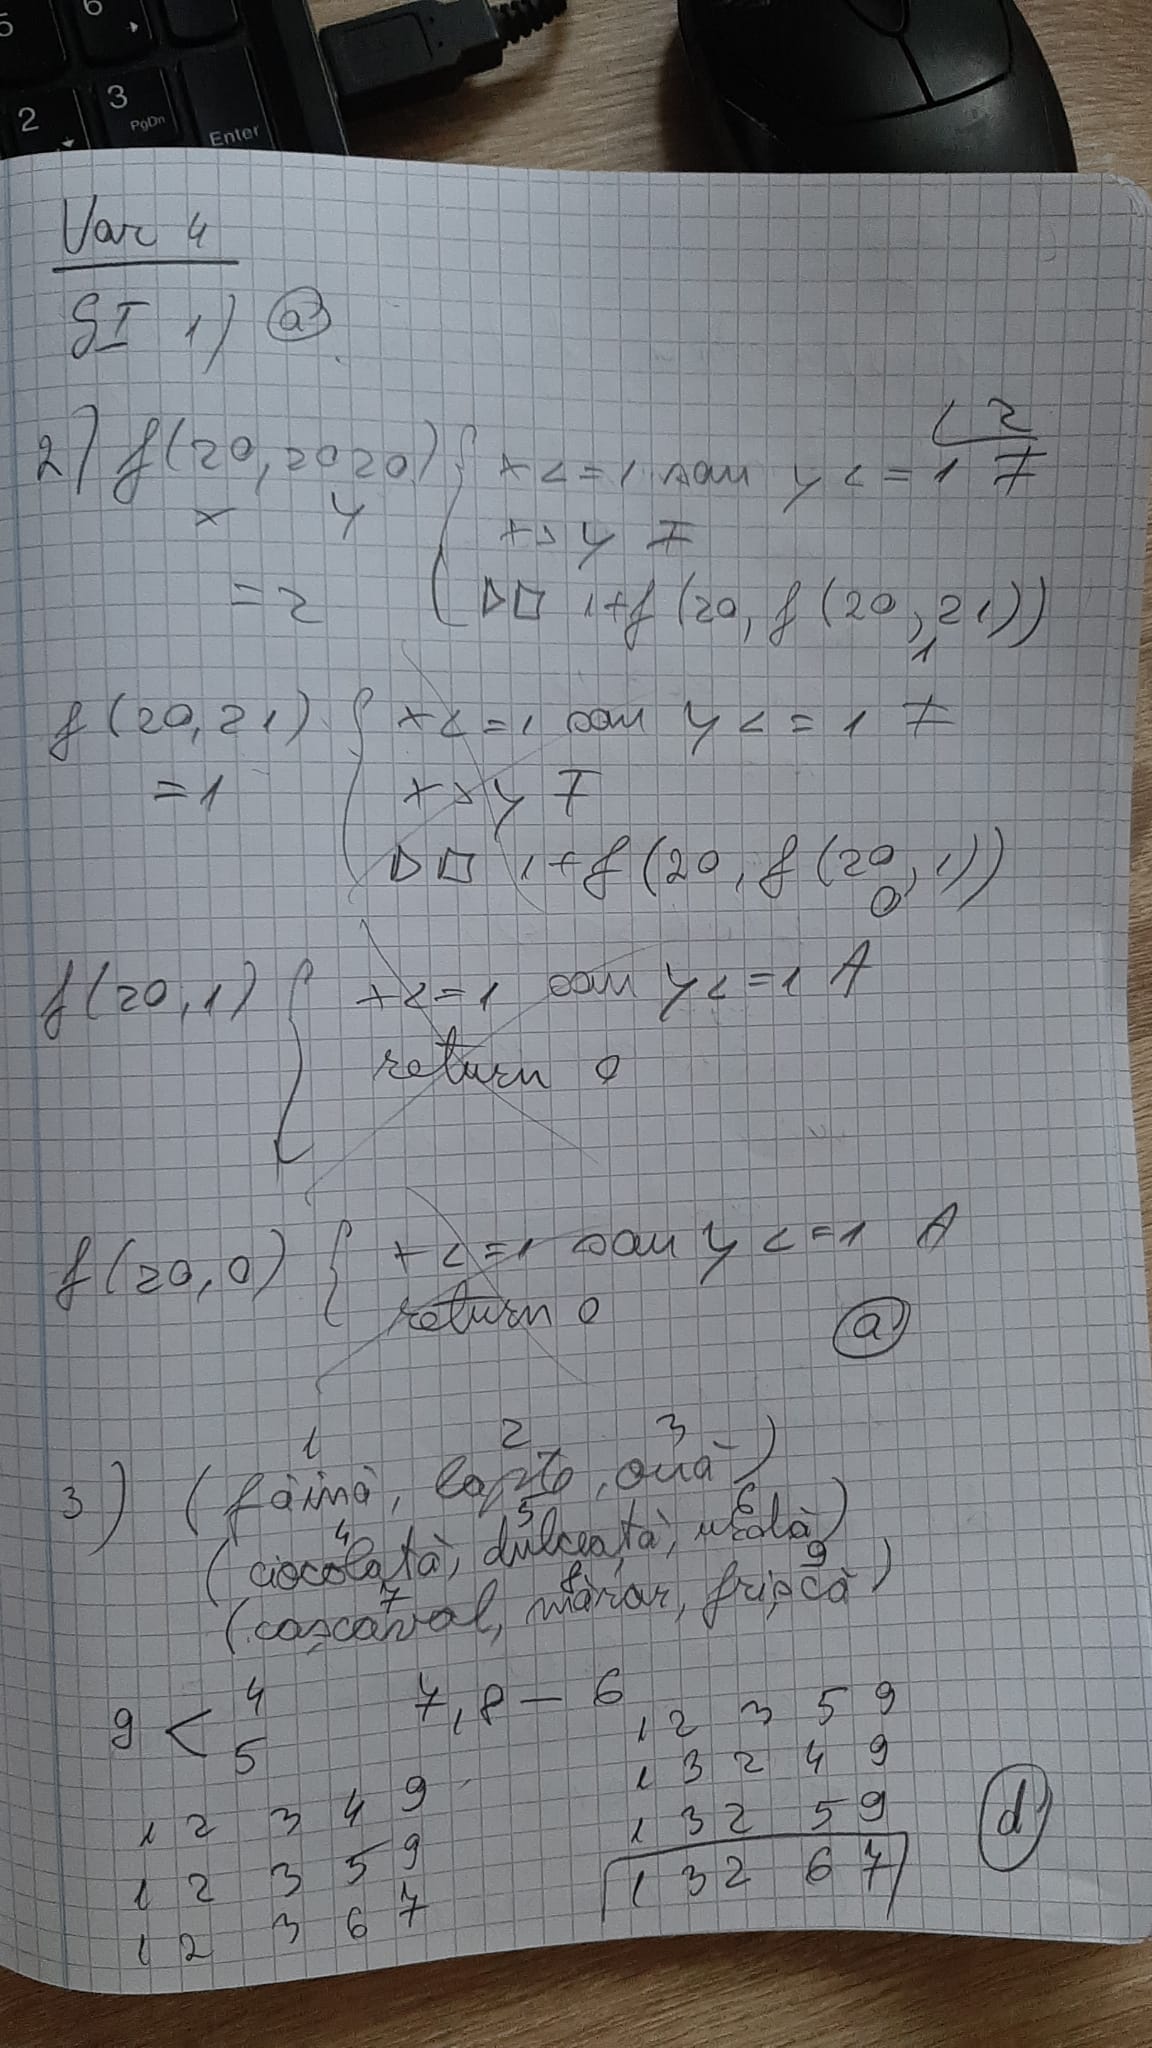 5
6
2
3
PgDn
Enter
Var 4
SI 1) a
2) f(20, 2020) { x <= 1 sau y <= 1 F
x y
x > y F
= 2
1+f(20, f(20, 21))
1
f(20, 21) { x <= 1 sau y <= 1 F
= 1
x > y F
1+f(20, f(20, 1))
0
f(20, 1) { x <= 1 sau y <= 1 A
return 0
f(20, 0) { x <= 1 sau y <= 1 A
return 0
a
1 2 3
3) (făină, lapte, ouă)
4 5 6
(ciocolată, dulceață, urdă)
7 8 9
(cașcaval, mărar, frișcă)
9 < 4
5
7, 8 — 6
1 2 3 4 9
1 2 3 5 9
1 2 3 6 7
1 2 3 5 9
1 3 2 4 9
1 3 2 5 9
1 3 2 6 7
d